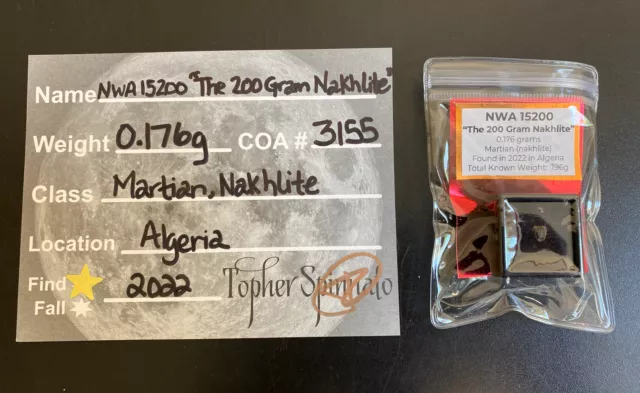 Name NWA 15200 "The 200 Gram Nakhlite"
Weight 0.176g COA # 3155
Class Martian, Nakhlite
Location Algeria
Find 2022
Fall
Topher Spinnato
NWA 15200
"The 200 Gram Nakhlite"
0.176 grams
Martian (nakhlite)
Found in 2022 in Algeria
Total Known Weight: 196g